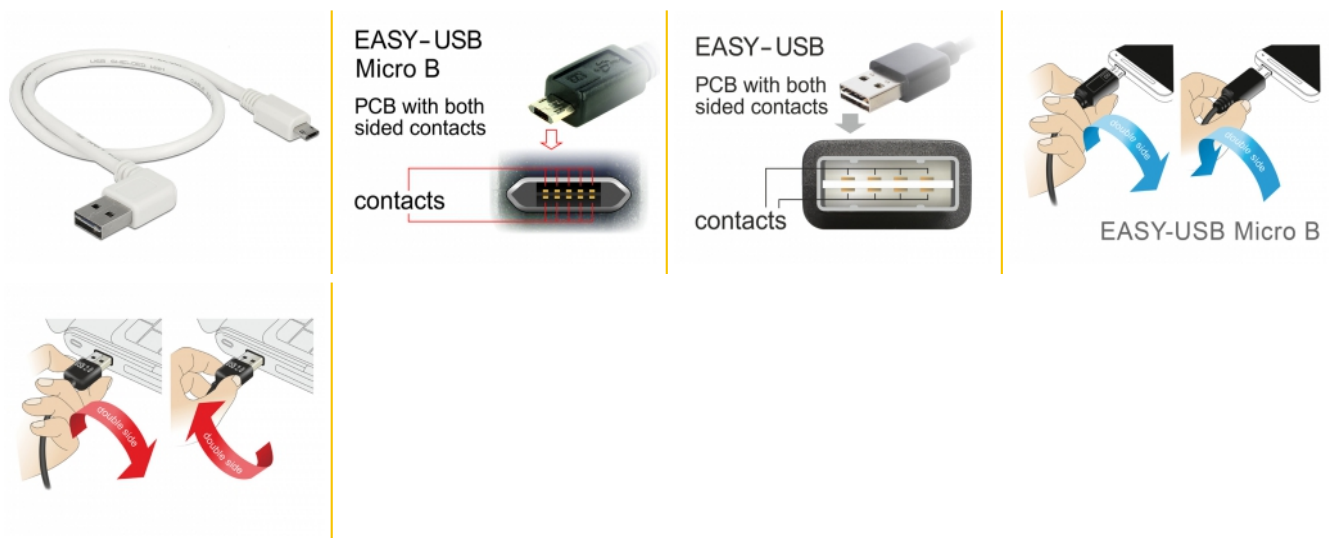 EASY-USB
Micro B
PCB with both
sided contacts
contacts
EASY-USB
PCB with both
sided contacts
contacts
double side
double side
EASY-USB Micro B
double side
double side